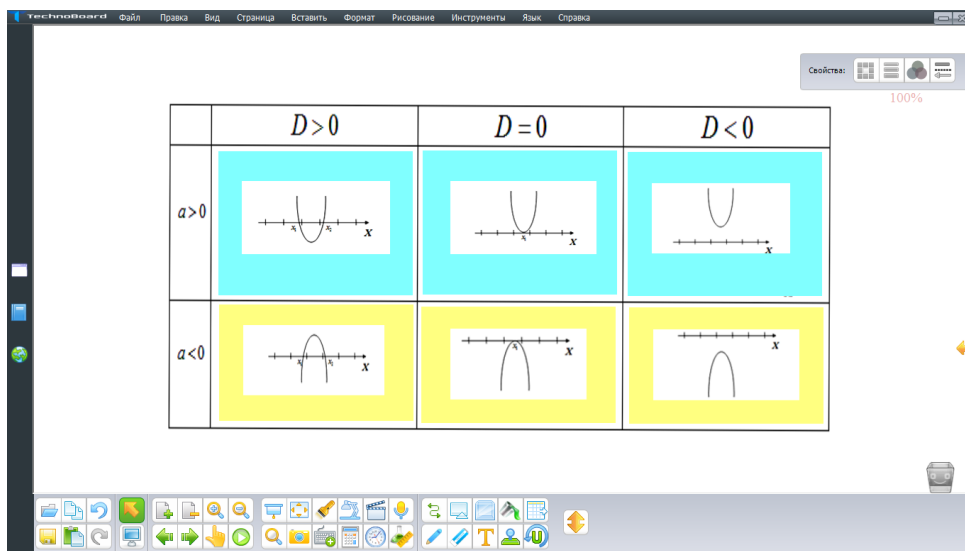 TechnoBoard Файл Правка Вид Страница Вставить Формат Рисование Инструменты Язык Справка
Свойства:
100%
D>0 D=0 D<0
a>0
x₁ x₂ X
x₁ X
X
a<0
x₁ x₂ X
x₁ X
X